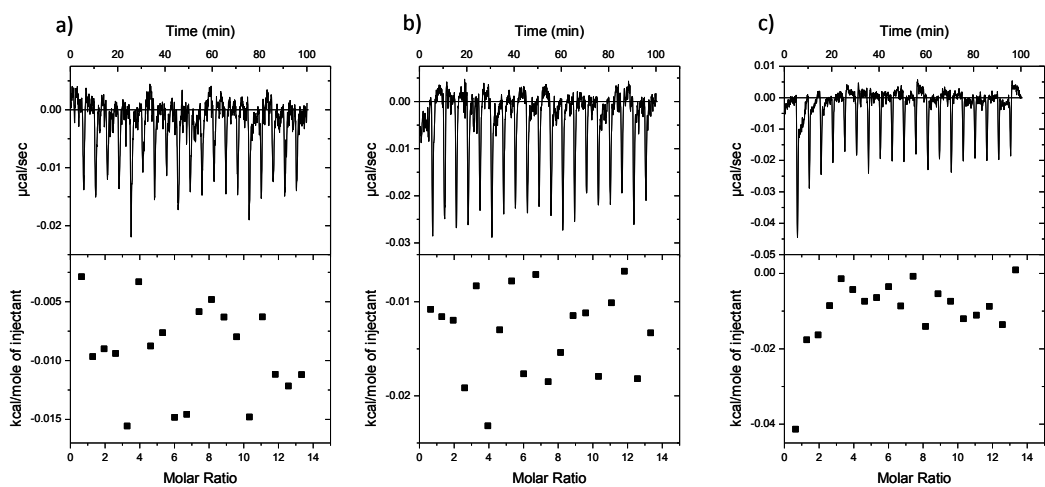 a)
Time (min)
0 20 40 60 80 100
0.00
-0.01
-0.02
µcal/sec
-0.005
-0.010
-0.015
kcal/mole of injectant
0 2 4 6 8 10 12 14
Molar Ratio
b)
Time (min)
0 20 40 60 80 100
0.00
-0.01
-0.02
-0.03
µcal/sec
-0.01
-0.02
kcal/mole of injectant
0 2 4 6 8 10 12 14
Molar Ratio
c)
Time (min)
0 20 40 60 80 100
0.01
0.00
-0.01
-0.02
-0.03
-0.04
-0.05
µcal/sec
0.00
-0.02
-0.04
kcal/mole of injectant
0 2 4 6 8 10 12 14
Molar Ratio